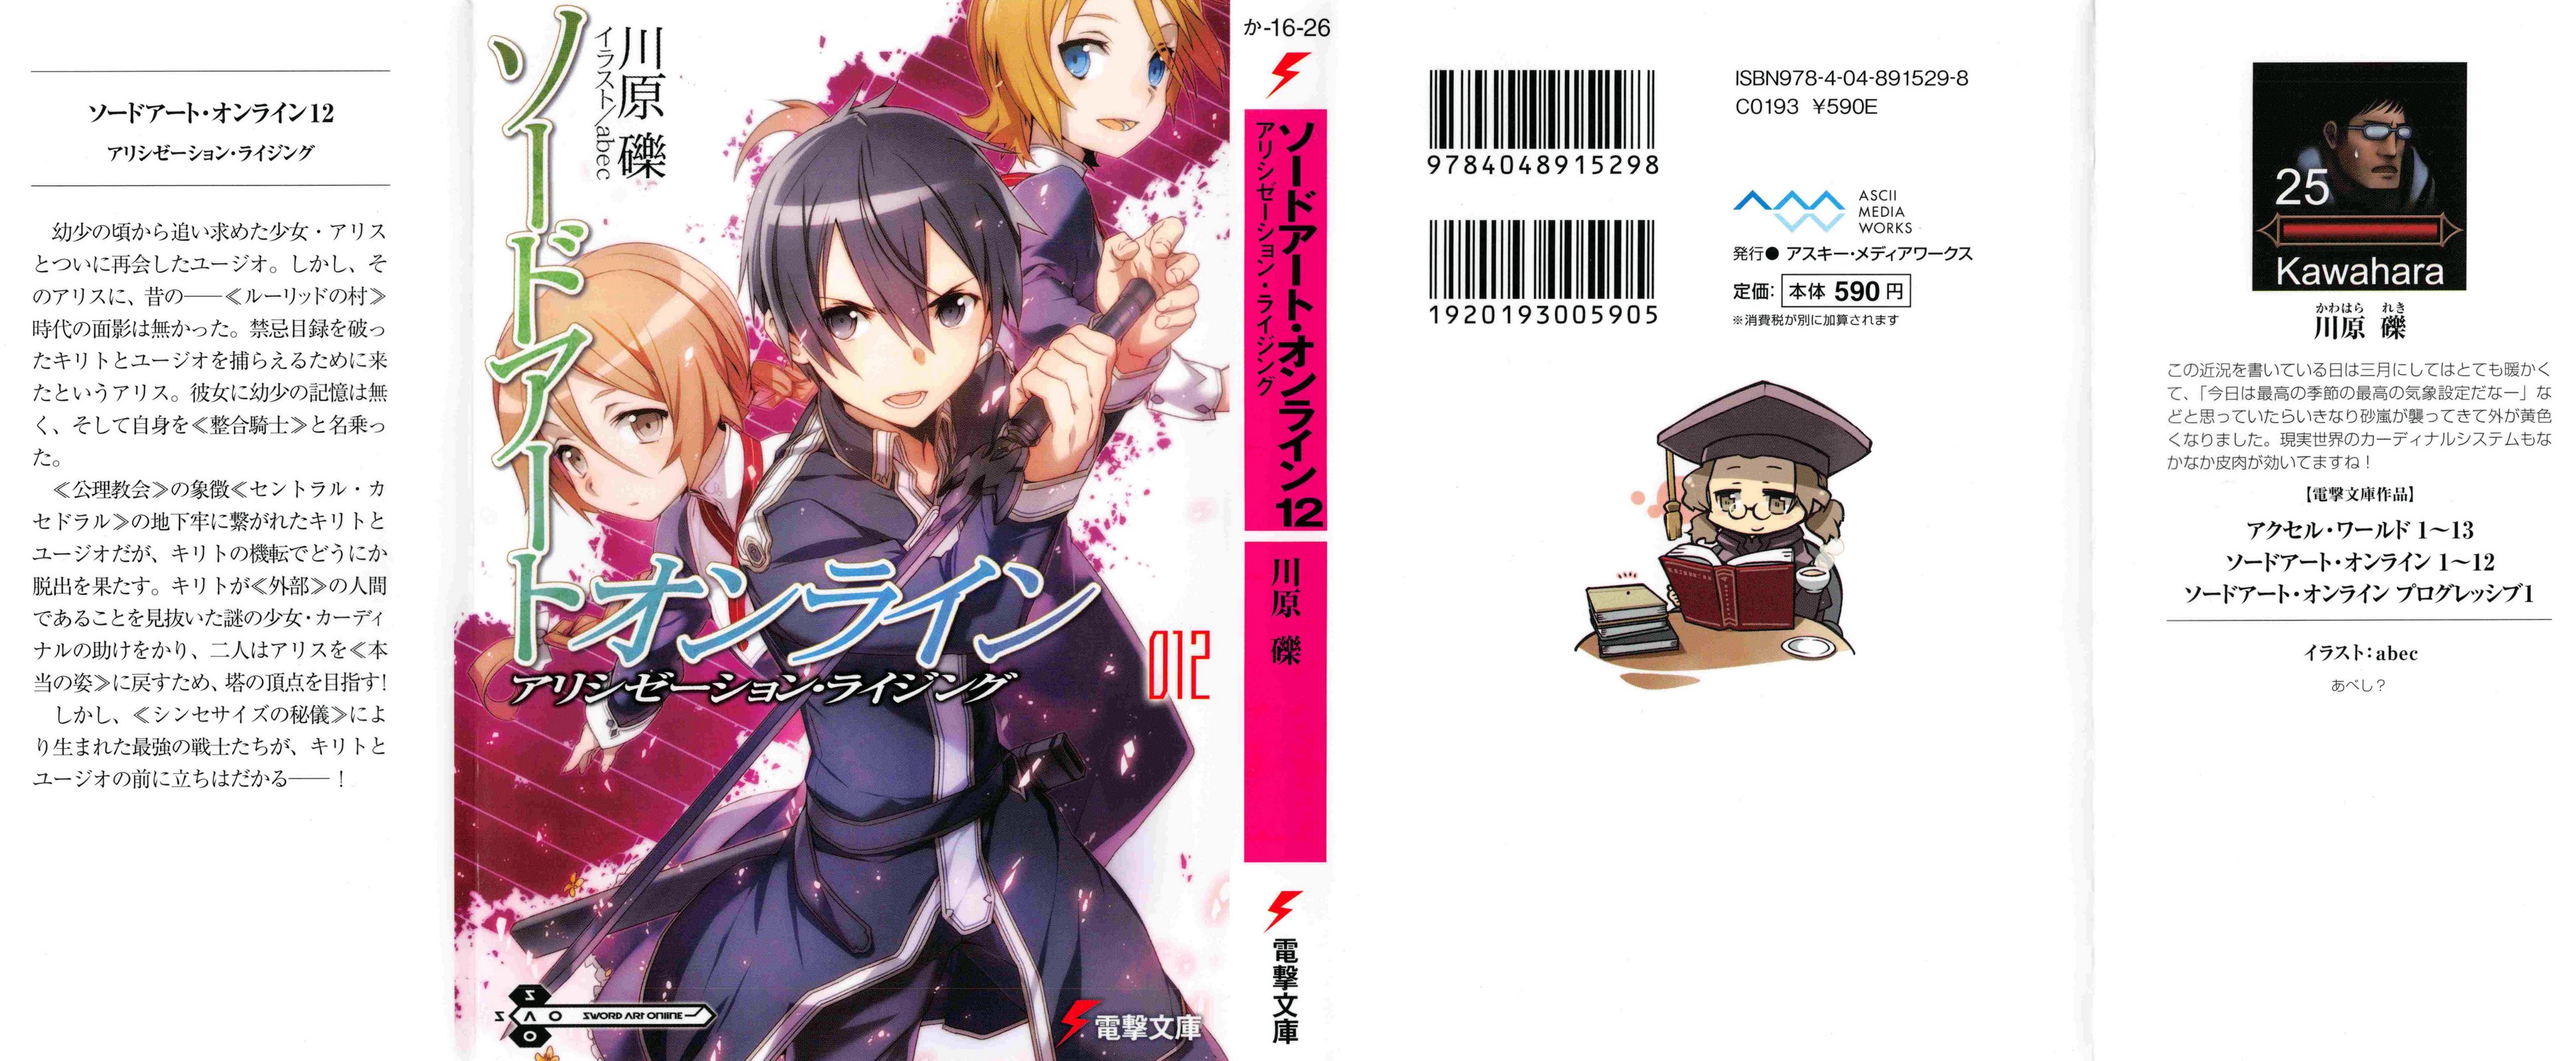 ソードアート・オンライン12
アリシゼーション・ライジング
幼少の頃から追い求めた少女・アリス
とついに再会したユージオ。しかし、そ
のアリスに、昔の――≪ルーリッドの村≫
時代の面影は無かった。禁忌目録を破っ
たキリトとユージオを捕らえるために来
たというアリス。彼女に幼少の記憶は無
く、そして自身を≪整合騎士≫と名乗っ
た。
≪公理教会≫の象徴≪セントラル・カ
セドラル≫の地下牢に繋がれたキリトと
ユージオだが、キリトの機転でどうにか
脱出を果たす。キリトが≪外部≫の人間
であることを見抜いた謎の少女・カーディ
ナルの助けをかり、二人はアリスを≪本
当の姿≫に戻すため、塔の頂点を目指す!
しかし、≪シンセサイズの秘儀≫によ
り生まれた最強の戦士たちが、キリトと
ユージオの前に立ちはだかる――!
川原 礫
イラスト/abec
ソードアート
オンライン
アリシゼーション・ライジング
012
S
SAO
O
SWORD ART ONLINE
電撃文庫
か-16-26
ソードアート・オンライン12
アリシゼーション・ライジング
川原 礫
電撃文庫
9784048915298
1920193005905
ISBN978-4-04-891529-8
C0193 ¥590E
ASCII
MEDIA
WORKS
発行●アスキー・メディアワークス
定価: 本体 590 円
※消費税が別に加算されます
25
Kawahara
かわはら れき
川原 礫
この近況を書いている日は三月にしてはとても暖かく
て、「今日は最高の季節の最高の気象設定だなー」な
どと思っていたらいきなり砂嵐が襲ってきて外が黄色
くなりました。現実世界のカーディナルシステムもな
かなか皮肉が効いてますね!
【電撃文庫作品】
アクセル・ワールド 1～13
ソードアート・オンライン 1～12
ソードアート・オンライン プログレッシブ1
イラスト:abec
あべし?